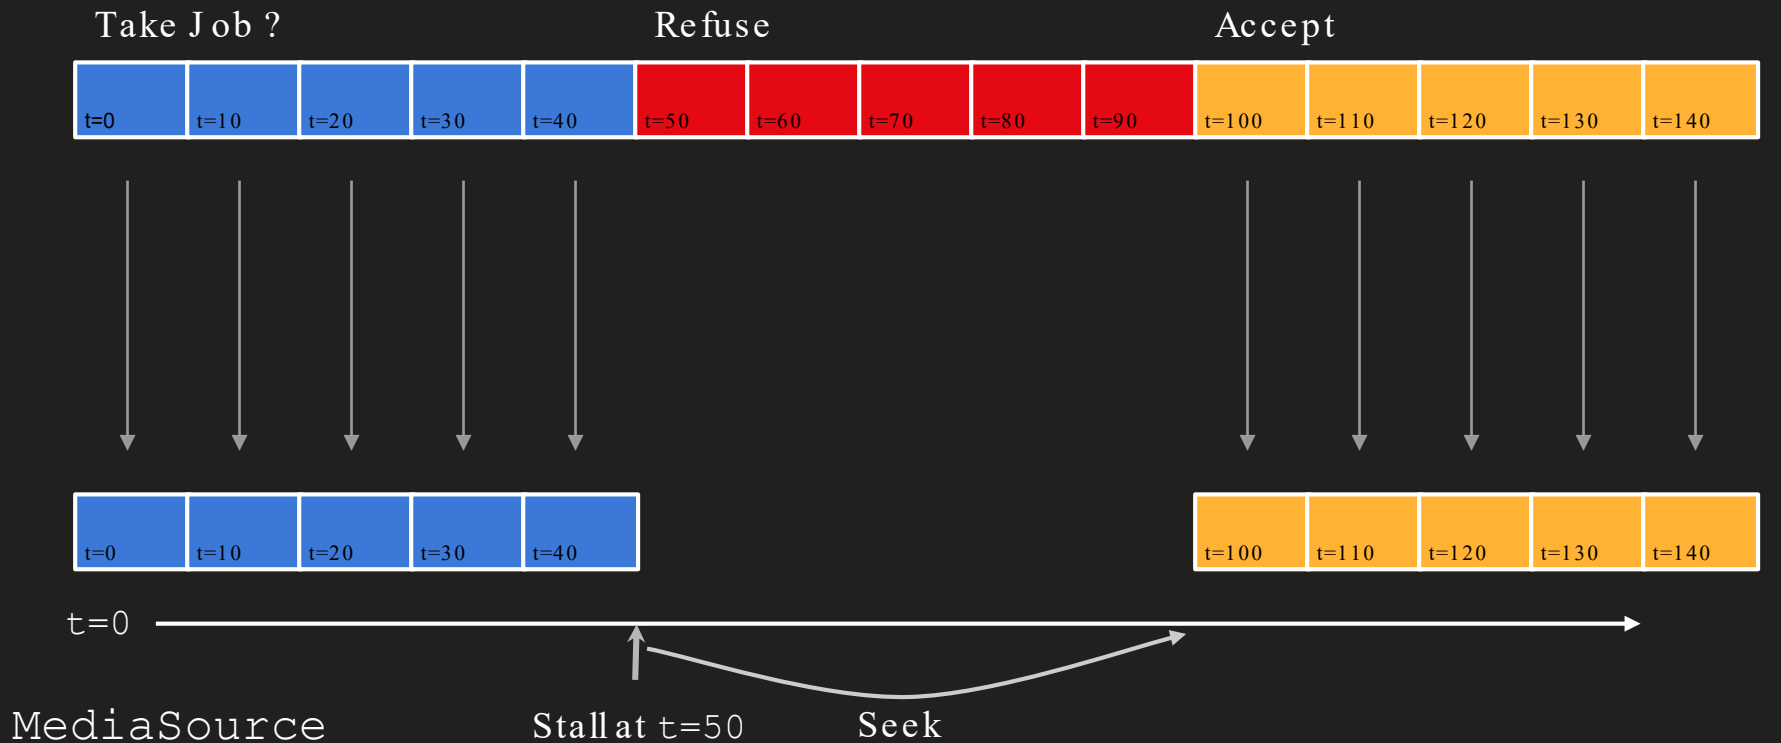 Take Job ? Refuse Accept
t=0 t=10 t=20 t=30 t=40 t=50 t=60 t=70 t=80 t=90 t=100 t=110 t=120 t=130 t=140
t=0 t=10 t=20 t=30 t=40 t=100 t=110 t=120 t=130 t=140
t=0
MediaSource Stall at t=50 Seek